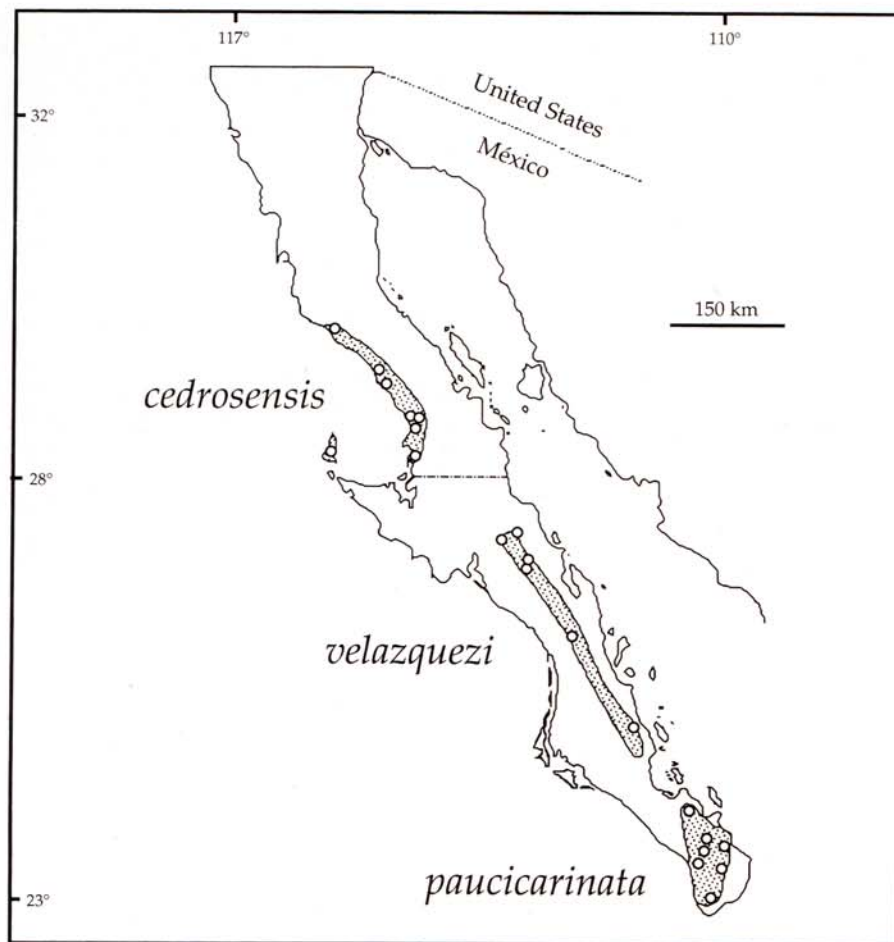 117°
110°
32°
United States
México
150 km
cedrosensis
28°
velazquezi
paucicarinata
23°